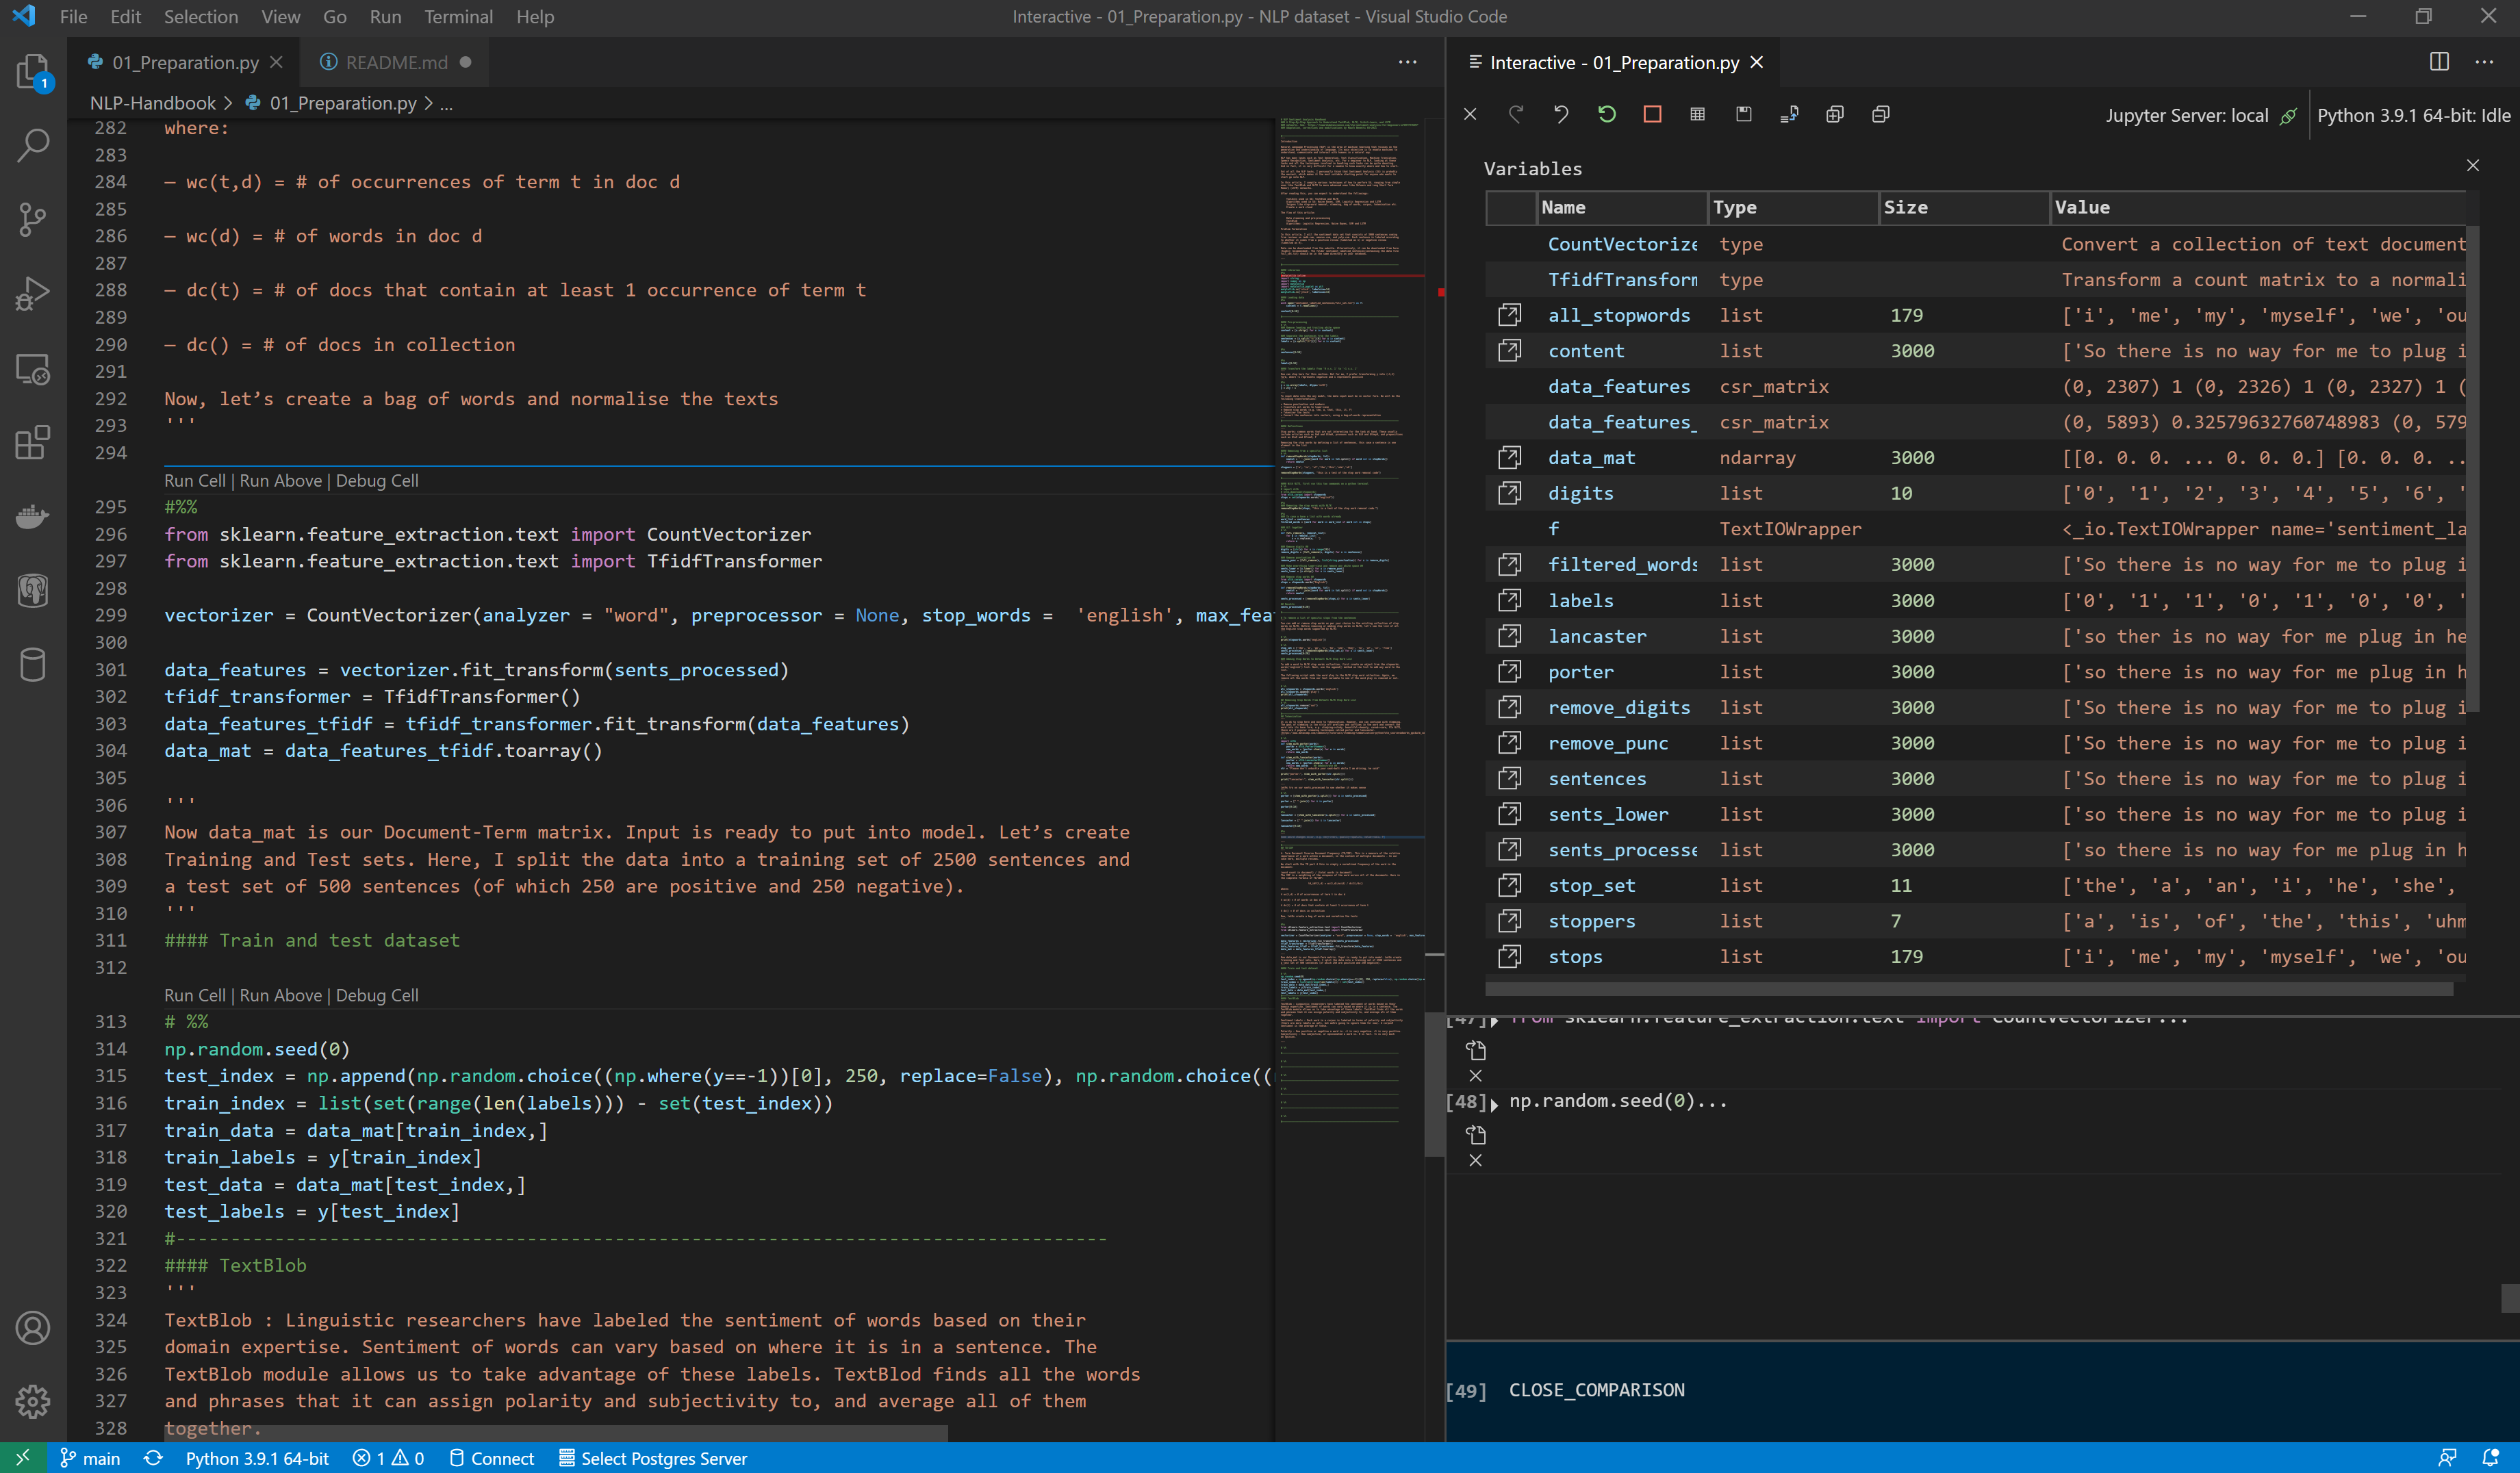 File Edit Selection View Go Run Terminal Help
Interactive - 01_Preparation.py - NLP dataset - Visual Studio Code
1
01_Preparation.py
README.md
NLP-Handbook > 01_Preparation.py > ...
282 where:
283
284 – wc(t,d) = # of occurrences of term t in doc d
285
286 – wc(d) = # of words in doc d
287
288 – dc(t) = # of docs that contain at least 1 occurrence of term t
289
290 – dc() = # of docs in collection
291
292 Now, let’s create a bag of words and normalise the texts
293 '''
294
Run Cell | Run Above | Debug Cell
295 #%%
296 from sklearn.feature_extraction.text import CountVectorizer
297 from sklearn.feature_extraction.text import TfidfTransformer
298
299 vectorizer = CountVectorizer(analyzer = "word", preprocessor = None, stop_words =  'english', max_fea
300
301 data_features = vectorizer.fit_transform(sents_processed)
302 tfidf_transformer = TfidfTransformer()
303 data_features_tfidf = tfidf_transformer.fit_transform(data_features)
304 data_mat = data_features_tfidf.toarray()
305
306 '''
307 Now data_mat is our Document-Term matrix. Input is ready to put into model. Let’s create
308 Training and Test sets. Here, I split the data into a training set of 2500 sentences and
309 a test set of 500 sentences (of which 250 are positive and 250 negative).
310 '''
311 #### Train and test dataset
312
Run Cell | Run Above | Debug Cell
313 # %%
314 np.random.seed(0)
315 test_index = np.append(np.random.choice((np.where(y==-1))[0], 250, replace=False), np.random.choice((
316 train_index = list(set(range(len(labels))) - set(test_index))
317 train_data = data_mat[train_index,]
318 train_labels = y[train_index]
319 test_data = data_mat[test_index,]
320 test_labels = y[test_index]
321 #-------------------------------------------------------------------------------------
322 #### TextBlob
323 '''
324 TextBlob : Linguistic researchers have labeled the sentiment of words based on their
325 domain expertise. Sentiment of words can vary based on where it is in a sentence. The
326 TextBlob module allows us to take advantage of these labels. TextBlod finds all the words
327 and phrases that it can assign polarity and subjectivity to, and average all of them
328 together.
Interactive - 01_Preparation.py
Jupyter Server: local
Python 3.9.1 64-bit: Idle
Variables
Name Type Size Value
CountVectorize type Convert a collection of text document
TfidfTransform type Transform a count matrix to a normali
all_stopwords list 179 ['i', 'me', 'my', 'myself', 'we', 'ou
content list 3000 ['So there is no way for me to plug i
data_features csr_matrix (0, 2307) 1 (0, 2326) 1 (0, 2327) 1 (
data_features_ csr_matrix (0, 5893) 0.32579632760748983 (0, 579
data_mat ndarray 3000 [[0. 0. 0. ... 0. 0. 0.] [0. 0. 0. ..
digits list 10 ['0', '1', '2', '3', '4', '5', '6', '
f TextIOWrapper <_io.TextIOWrapper name='sentiment_la
filtered_words list 3000 ['So there is no way for me to plug i
labels list 3000 ['0', '1', '1', '0', '1', '0', '0', '
lancaster list 3000 ['so ther is no way for me plug in he
porter list 3000 ['so there is no way for me plug in h
remove_digits list 3000 ['So there is no way for me to plug i
remove_punc list 3000 ['So there is no way for me to plug i
sentences list 3000 ['So there is no way for me to plug i
sents_lower list 3000 ['so there is no way for me to plug i
sents_processe list 3000 ['so there is no way for me plug in h
stop_set list 11 ['the', 'a', 'an', 'i', 'he', 'she',
stoppers list 7 ['a', 'is', 'of', 'the', 'this', 'uhm
stops list 179 ['i', 'me', 'my', 'myself', 'we', 'ou
[47] from sklearn.feature_extraction.text import CountVectorizer...
[48] np.random.seed(0)...
[49] CLOSE_COMPARISON
main Python 3.9.1 64-bit 1 0 Connect Select Postgres Server